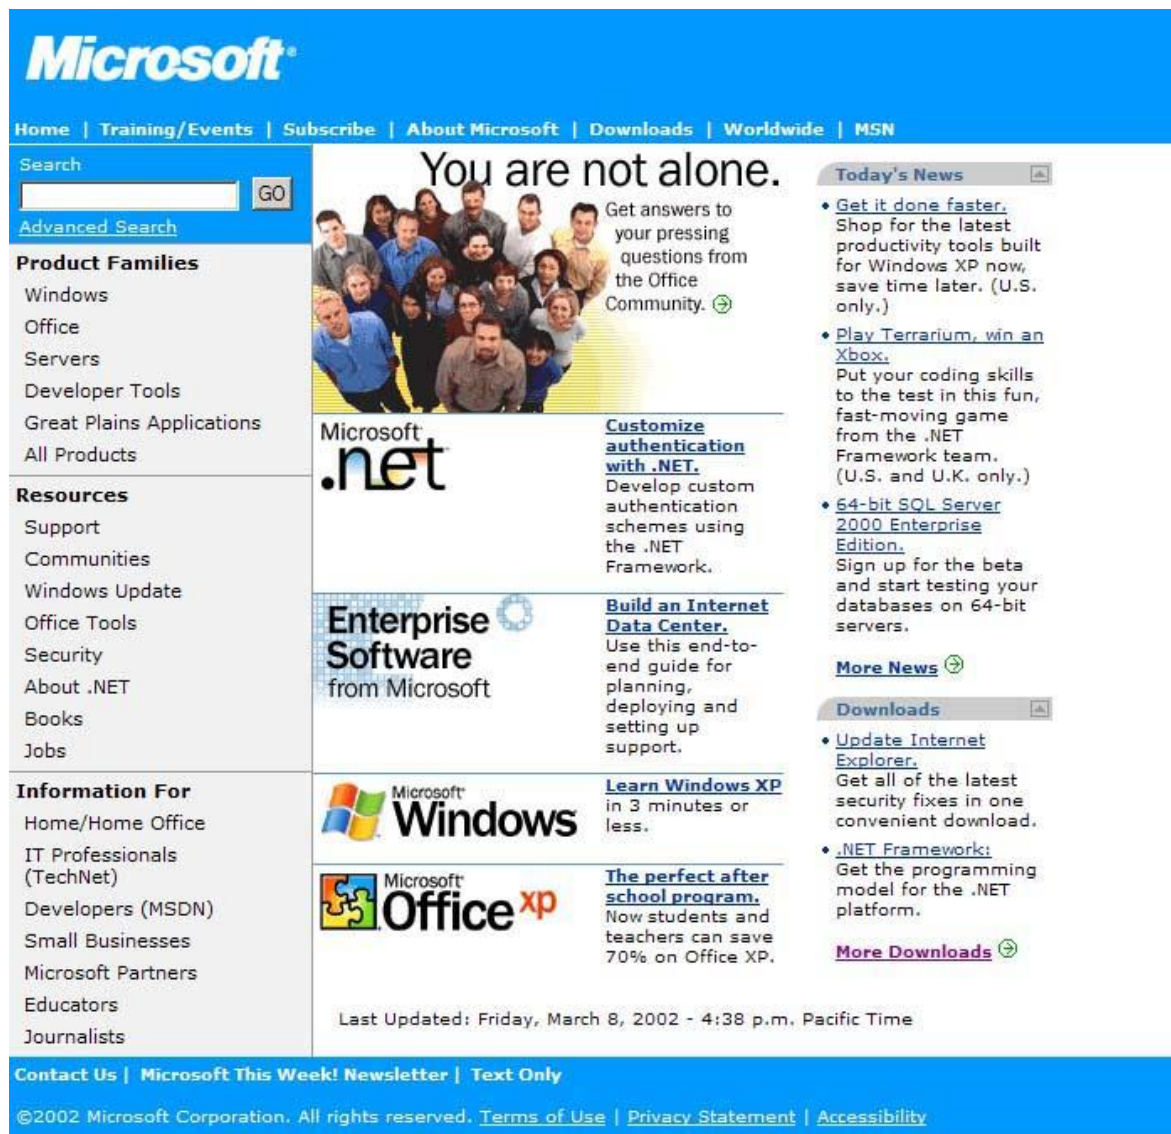 Microsoft®
Home | Training/Events | Subscribe | About Microsoft | Downloads | Worldwide | MSN
Search
GO
Advanced Search
Product Families
Windows
Office
Servers
Developer Tools
Great Plains Applications
All Products
Resources
Support
Communities
Windows Update
Office Tools
Security
About .NET
Books
Jobs
Information For
Home/Home Office
IT Professionals
(TechNet)
Developers (MSDN)
Small Businesses
Microsoft Partners
Educators
Journalists
You are not alone.
Get answers to
your pressing
questions from
the Office
Community.
Microsoft
.net
Customize
authentication
with .NET.
Develop custom
authentication
schemes using
the .NET
Framework.
Enterprise
Software
from Microsoft
Build an Internet
Data Center.
Use this end-to-
end guide for
planning,
deploying and
setting up
support.
Microsoft
Windows
Learn Windows XP
in 3 minutes or
less.
Microsoft
Office xp
The perfect after
school program.
Now students and
teachers can save
70% on Office XP.
Today's News
Get it done faster.
Shop for the latest
productivity tools built
for Windows XP now,
save time later. (U.S.
only.)
Play Terrarium, win an
Xbox.
Put your coding skills
to the test in this fun,
fast-moving game
from the .NET
Framework team.
(U.S. and U.K. only.)
64-bit SQL Server
2000 Enterprise
Edition.
Sign up for the beta
and start testing your
databases on 64-bit
servers.
More News
Downloads
Update Internet
Explorer.
Get all of the latest
security fixes in one
convenient download.
.NET Framework:
Get the programming
model for the .NET
platform.
More Downloads
Last Updated: Friday, March 8, 2002 - 4:38 p.m. Pacific Time
Contact Us | Microsoft This Week! Newsletter | Text Only
©2002 Microsoft Corporation. All rights reserved. Terms of Use | Privacy Statement | Accessibility